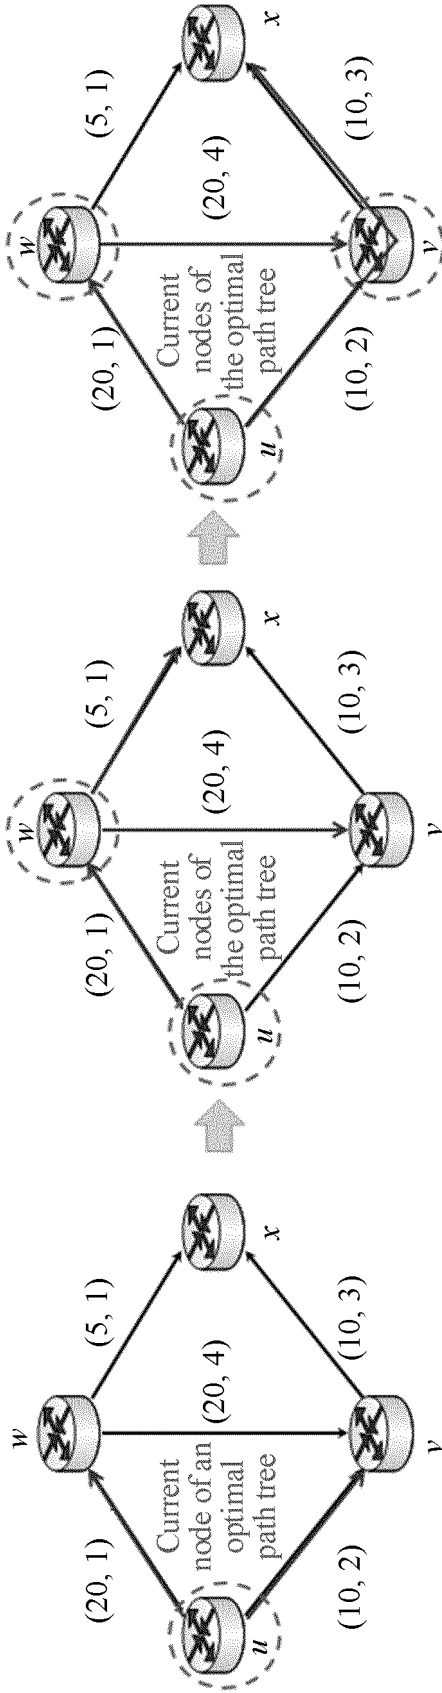 w
(20, 1)
(5, 1)
Current
node of an
optimal
path tree
(20, 4)
u
x
(10, 2)
(10, 3)
v
w
(20, 1)
(5, 1)
Current
nodes of
the optimal
path tree
(20, 4)
u
x
(10, 2)
(10, 3)
v
w
(20, 1)
(5, 1)
Current
nodes of
the optimal
path tree
(20, 4)
u
x
(10, 2)
(10, 3)
v